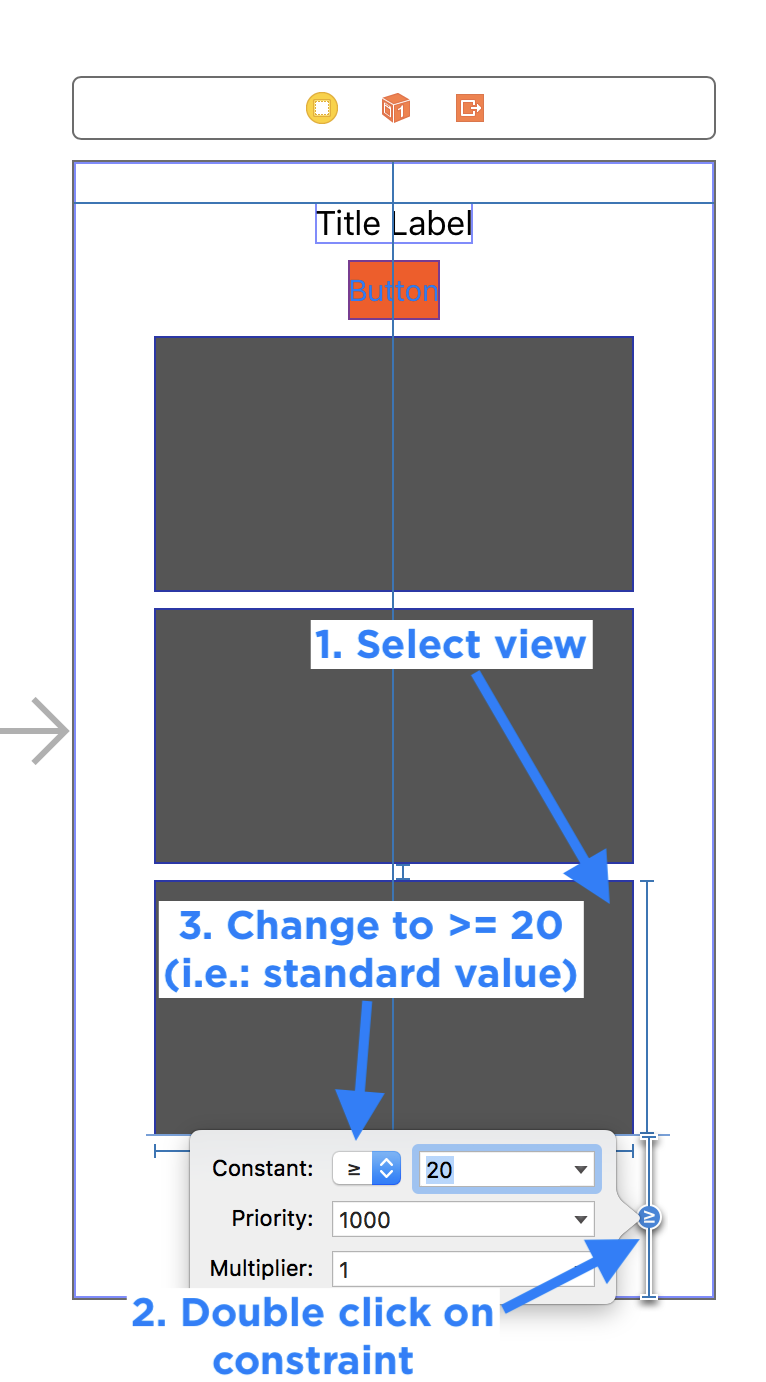 Title Label
Button
1. Select view
3. Change to >= 20
(i.e.: standard value)
Constant: ≥ 20
Priority: 1000
Multiplier: 1
2. Double click on
constraint